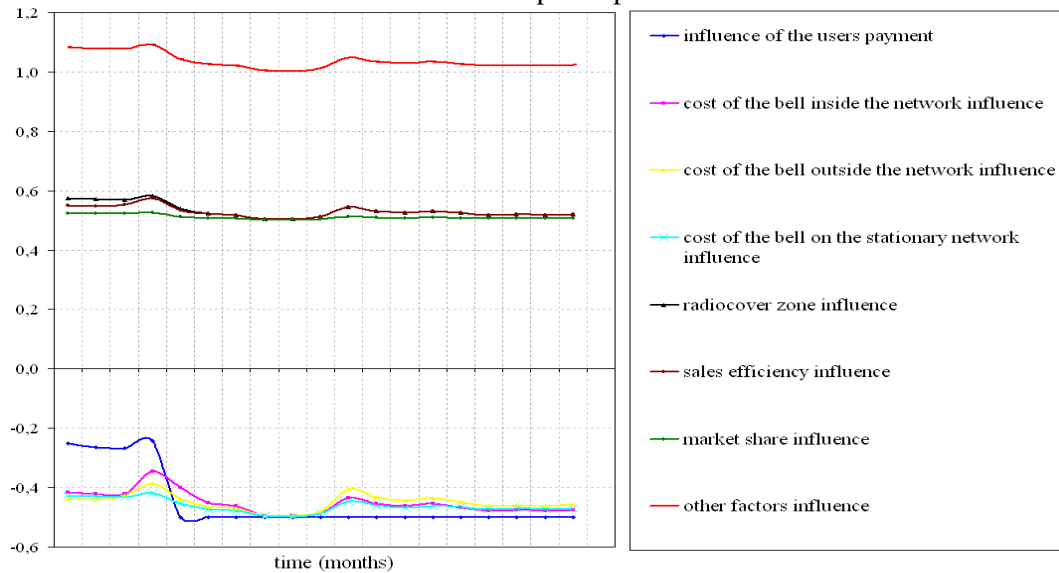 1,2
1,0
0,8
0,6
0,4
0,2
0,0
-0,2
-0,4
-0,6
time (months)
influence of the users payment
cost of the bell inside the network influence
cost of the bell outside the network influence
cost of the bell on the stationary network
influence
radiocover zone influence
sales efficiency influence
market share influence
other factors influence